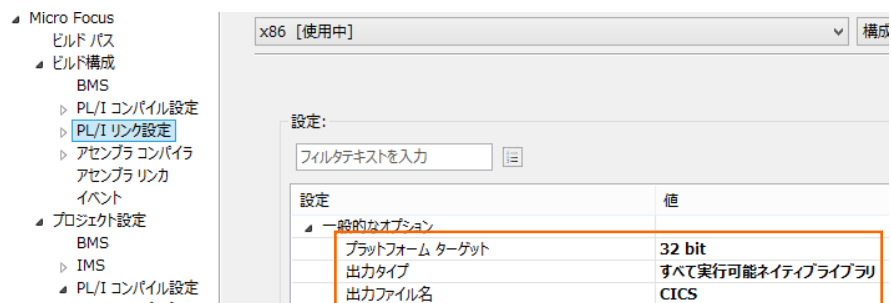 Micro Focus
ビルド パス
ビルド構成
BMS
PL/I コンパイル設定
PL/I リンク設定
アセンブラ コンパイラ
アセンブラ リンカ
イベント
プロジェクト設定
BMS
IMS
PL/I コンパイル設定
x86 [使用中]
構成
設定:
フィルタテキストを入力
設定 値
一般的なオプション
プラットフォーム ターゲット 32 bit
出力タイプ すべて実行可能ネイティブライブラリ
出力ファイル名 CICS